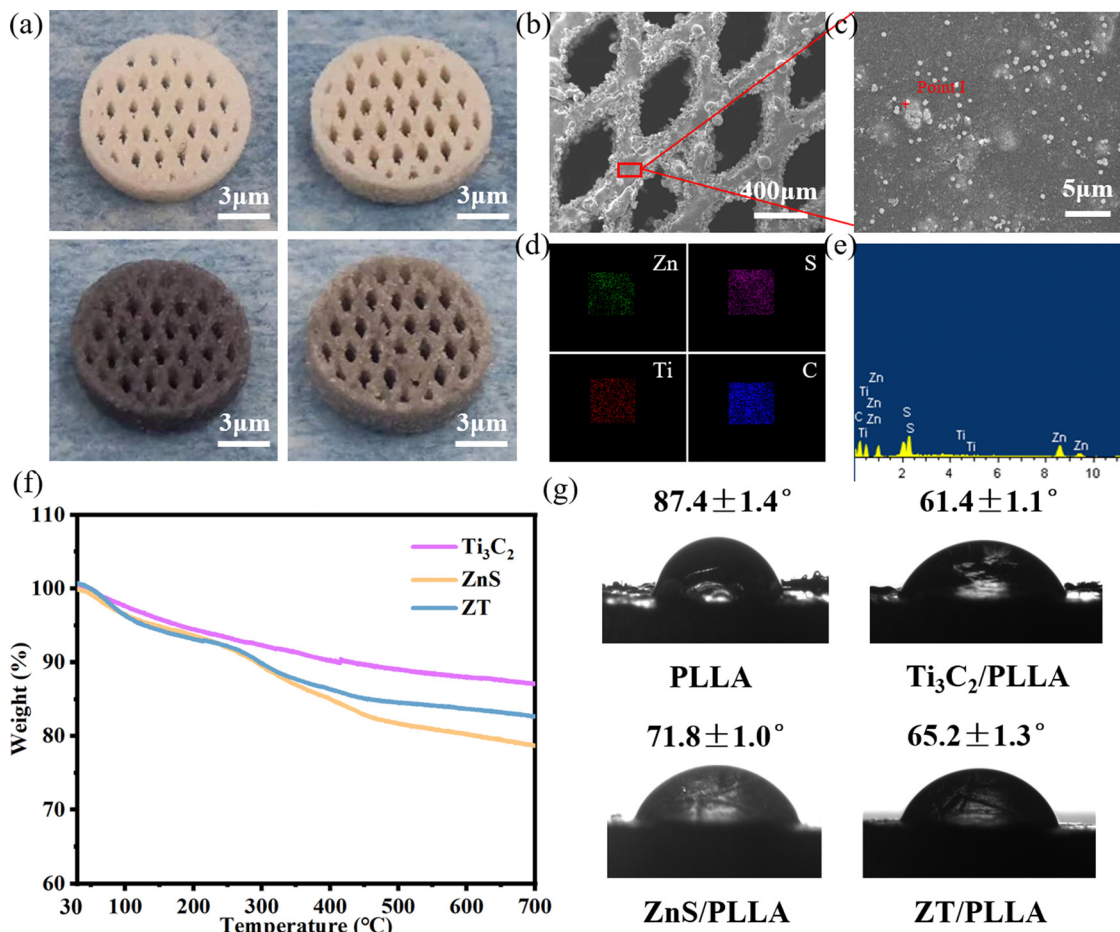 (a)
3μm
3μm
3μm
3μm
(b)
400μm
(c)
Point 1
5μm
(d)
Zn
S
Ti
C
(e)
Zn
Ti
Zn
C
Zn
Ti
S
S
Ti
Ti
Zn
Zn
2
4
6
8
10
(f)
110
100
90
80
70
60
Weight (%)
Ti₃C₂
ZnS
ZT
30
100
200
300
400
500
600
700
Temperature (℃)
(g)
87.4±1.4°
61.4±1.1°
PLLA
Ti₃C₂/PLLA
71.8±1.0°
65.2±1.3°
ZnS/PLLA
ZT/PLLA